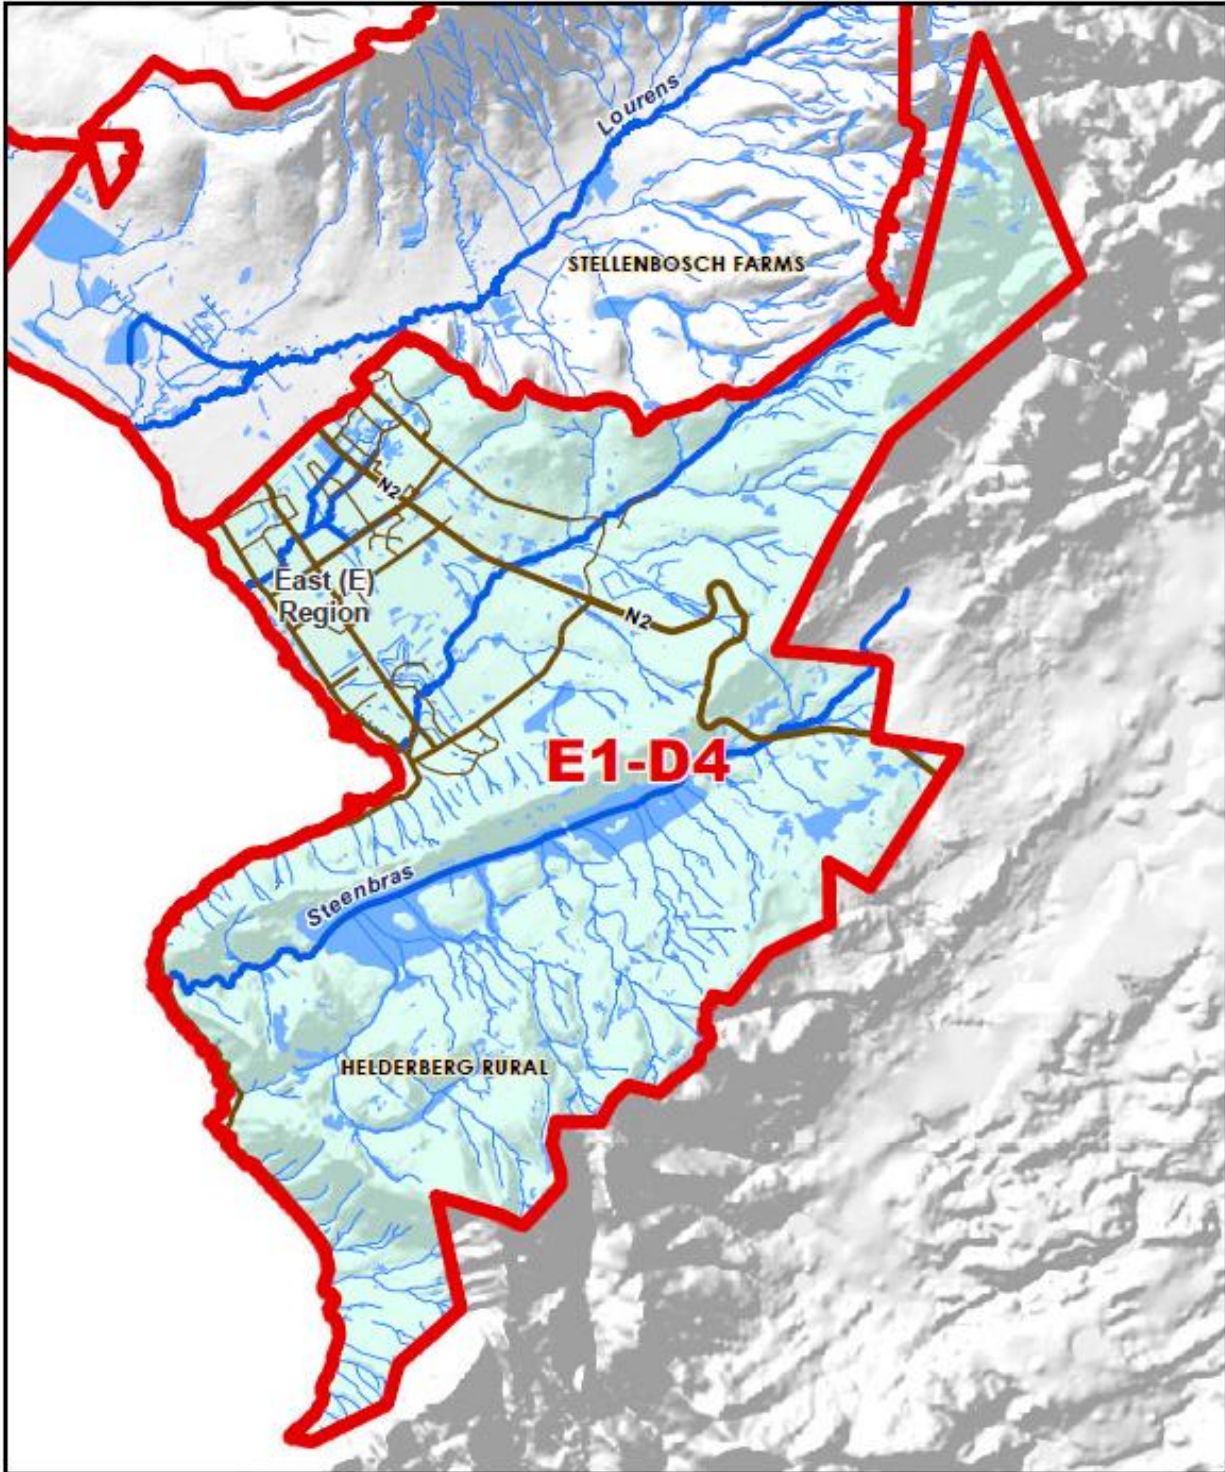 Lourens
STELLENBOSCH FARMS
N2
East (E)
Region
N2
E1-D4
Steenbras
HELDERBERG RURAL